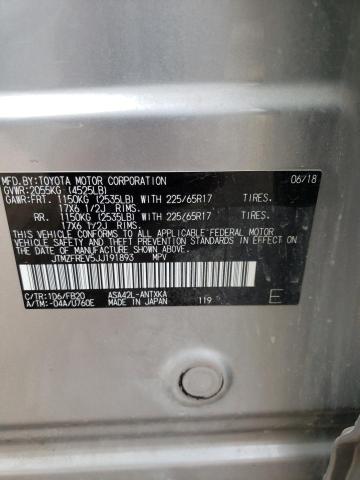 MFD.BY:TOYOTA MOTOR CORPORATION 06/18
GVWR:2055KG (4525LB)
GAWR:FRT. 1150KG (2535LB) WITH 225/65R17 TIRES.
17X6 1/2J RIMS.
RR. 1150KG (2535LB) WITH 225/65R17 TIRES.
17X6 1/2J RIMS.
THIS VEHICLE CONFORMS TO ALL APPLICABLE FEDERAL MOTOR
VEHICLE SAFETY AND THEFT PREVENTION STANDARDS IN EFFECT
ON THE DATE OF MANUFACTURE SHOWN ABOVE.
JTMZFREV5JJ191893 MPV
C/TR:1D6/FB20 ASA42L-ANTXKA
A/TM:-04A/U760E MADE IN JAPAN 119 E